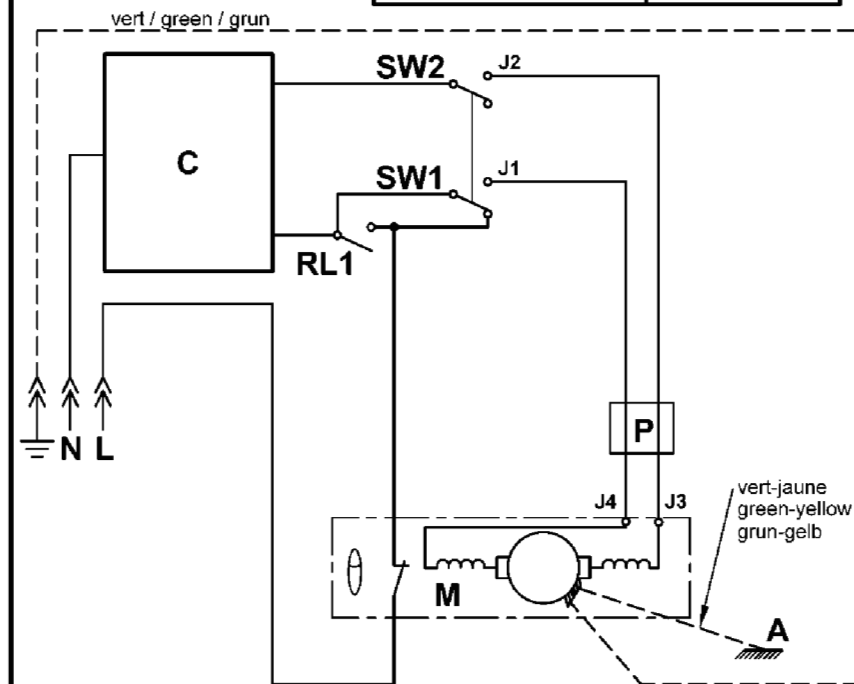 vert / green / grun
SW2
J2
C
SW1
J1
RL1
N L
P
J4 J3
vert-jaune
green-yellow
grun-gelb
M
A